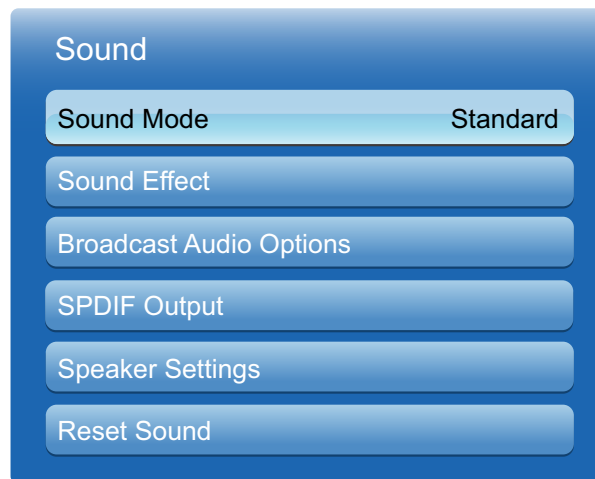 Sound
Sound Mode Standard
Sound Effect
Broadcast Audio Options
SPDIF Output
Speaker Settings
Reset Sound